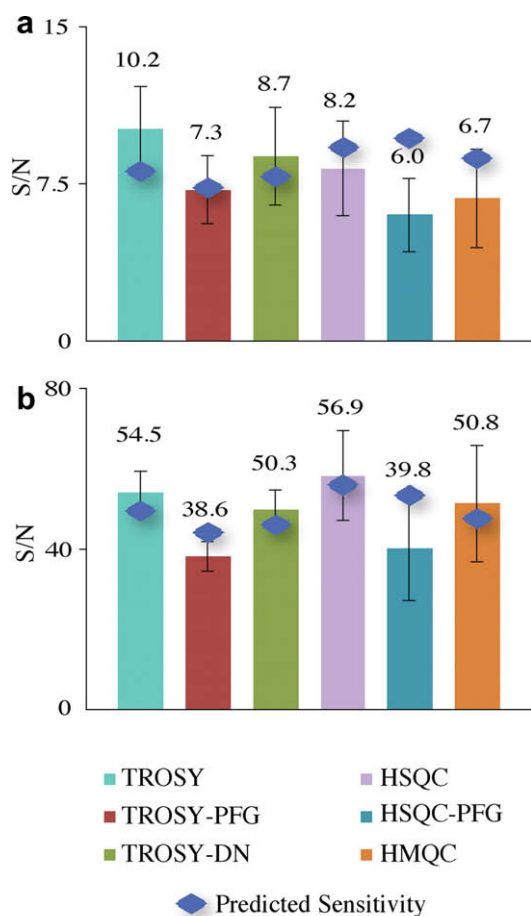 a
15
10.2
8.7
8.2
7.3
6.7
6.0
S/N
7.5
0
b
80
54.5
56.9
50.3
50.8
38.6
39.8
S/N
40
0
TROSY HSQC
TROSY-PFG HSQC-PFG
TROSY-DN HMQC
Predicted Sensitivity